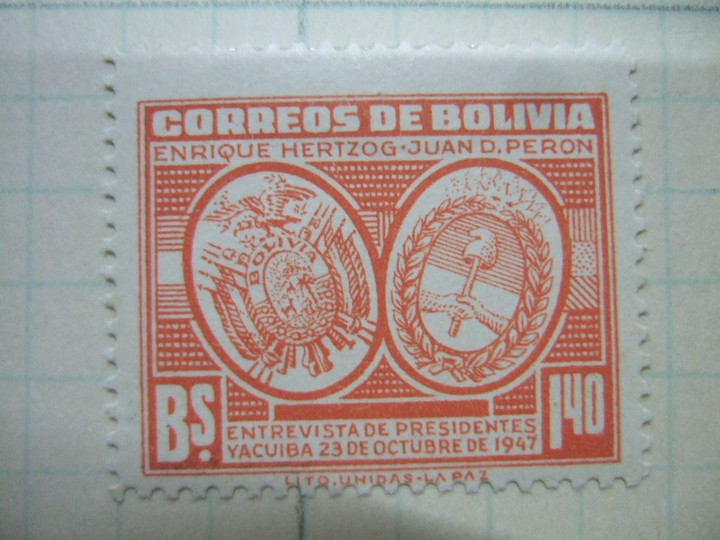 CORREOS DE BOLIVIA
ENRIQUE HERTZOG · JUAN D. PERON
BOLIVIA
Bs. 1'40
ENTREVISTA DE PRESIDENTES
YACUIBA 23 DE OCTUBRE DE 1947
LITO. UNIDAS - LA PAZ